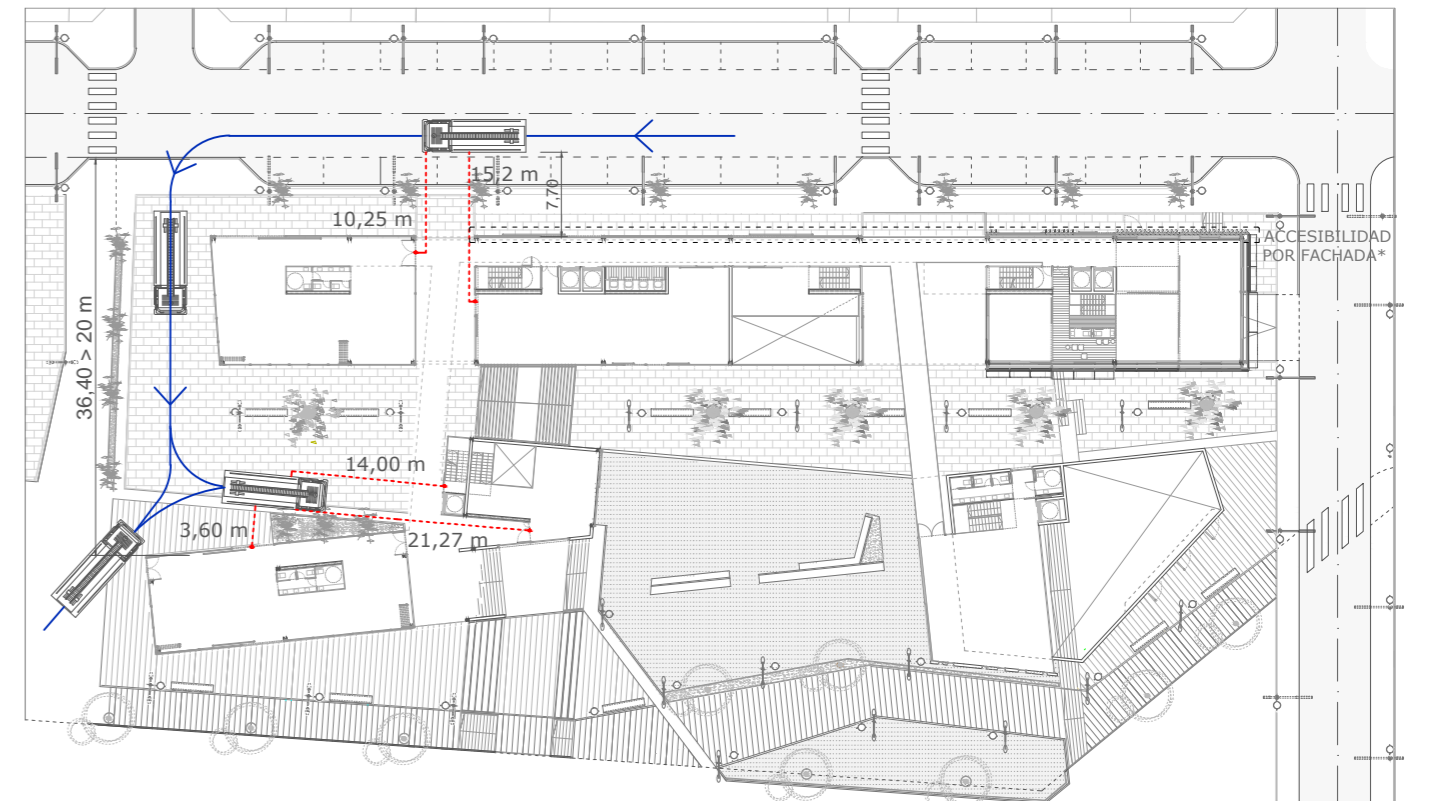 15,2 m
7,70
10,25 m
ACCESIBILIDAD
POR FACHADA*
36,40 > 20 m
14,00 m
3,60 m
21,27 m